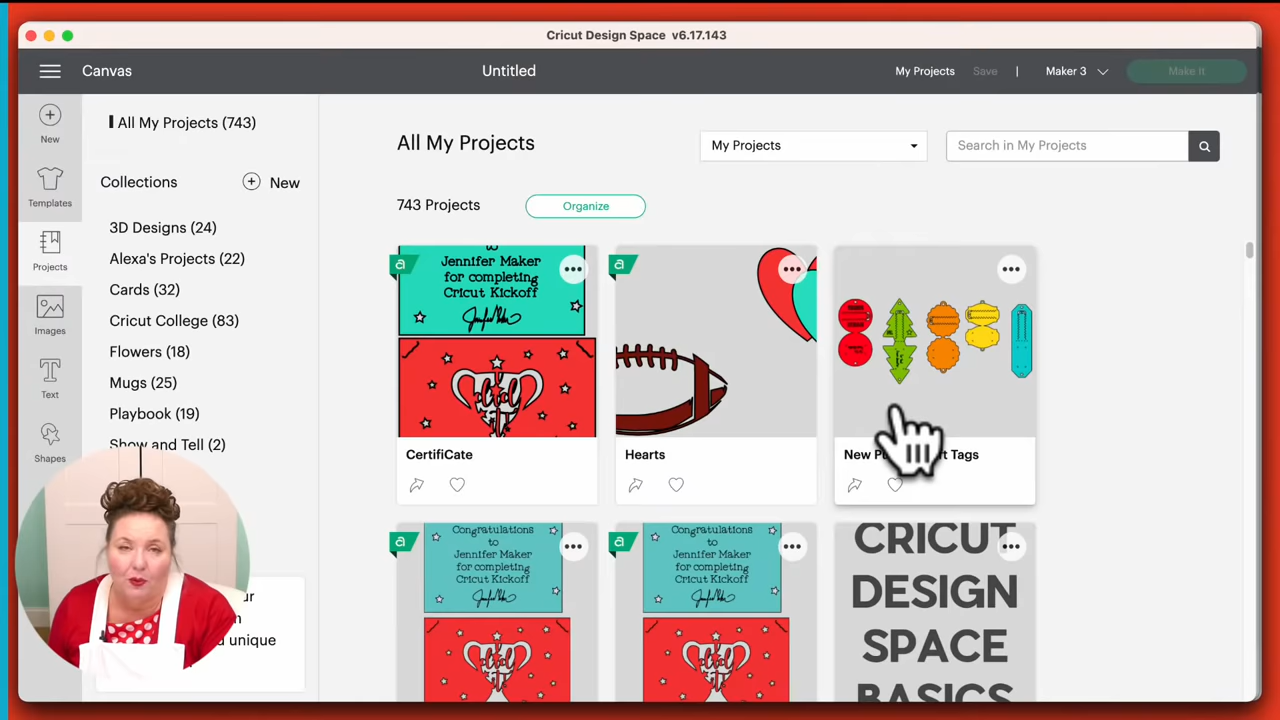 Cricut Design Space v6.17.143
Canvas
Untitled
My Projects
Save
|
Maker 3
Make It
New
Templates
Projects
Images
Text
Shapes
All My Projects (743)
Collections
New
3D Designs (24)
Alexa's Projects (22)
Cards (32)
Cricut College (83)
Flowers (18)
Mugs (25)
Playbook (19)
Show and Tell (2)
unique
All My Projects
My Projects
Search in My Projects
743 Projects
Organize
a
to
Jennifer Maker
for completing
Cricut Kickoff
CertifiCate
a
Hearts
New
Tags
a
Congratulations
to
Jennifer Maker
for completing
Cricut Kickoff
a
Congratulations
to
Jennifer Maker
for completing
Cricut Kickoff
CRICUT
DESIGN
SPACE
BASICS